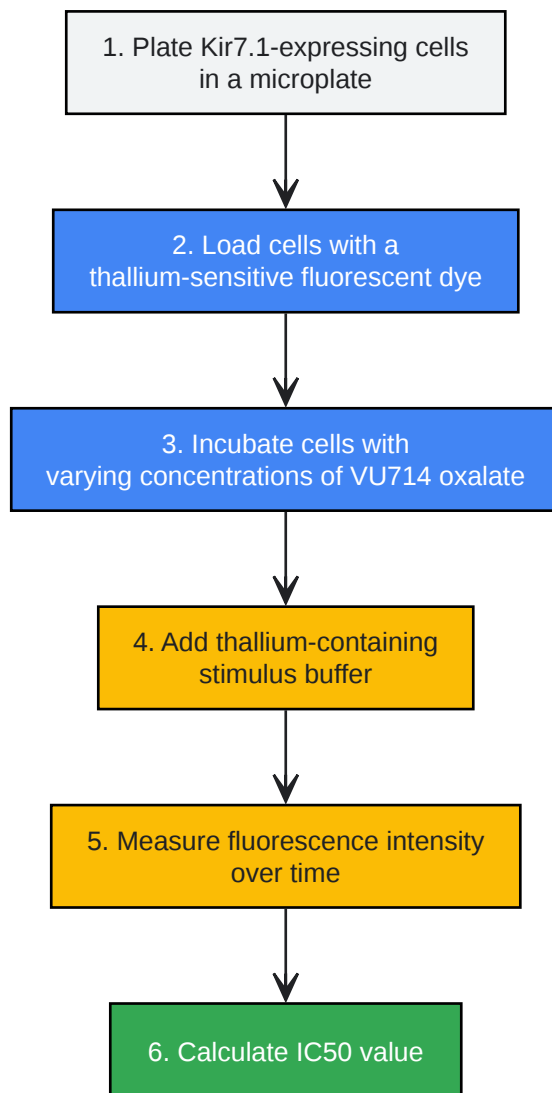 1. Plate Kir7.1-expressing cells
in a microplate
2. Load cells with a
thallium-sensitive fluorescent dye
3. Incubate cells with
varying concentrations of VU714 oxalate
4. Add thallium-containing
stimulus buffer
5. Measure fluorescence intensity
over time
6. Calculate IC50 value